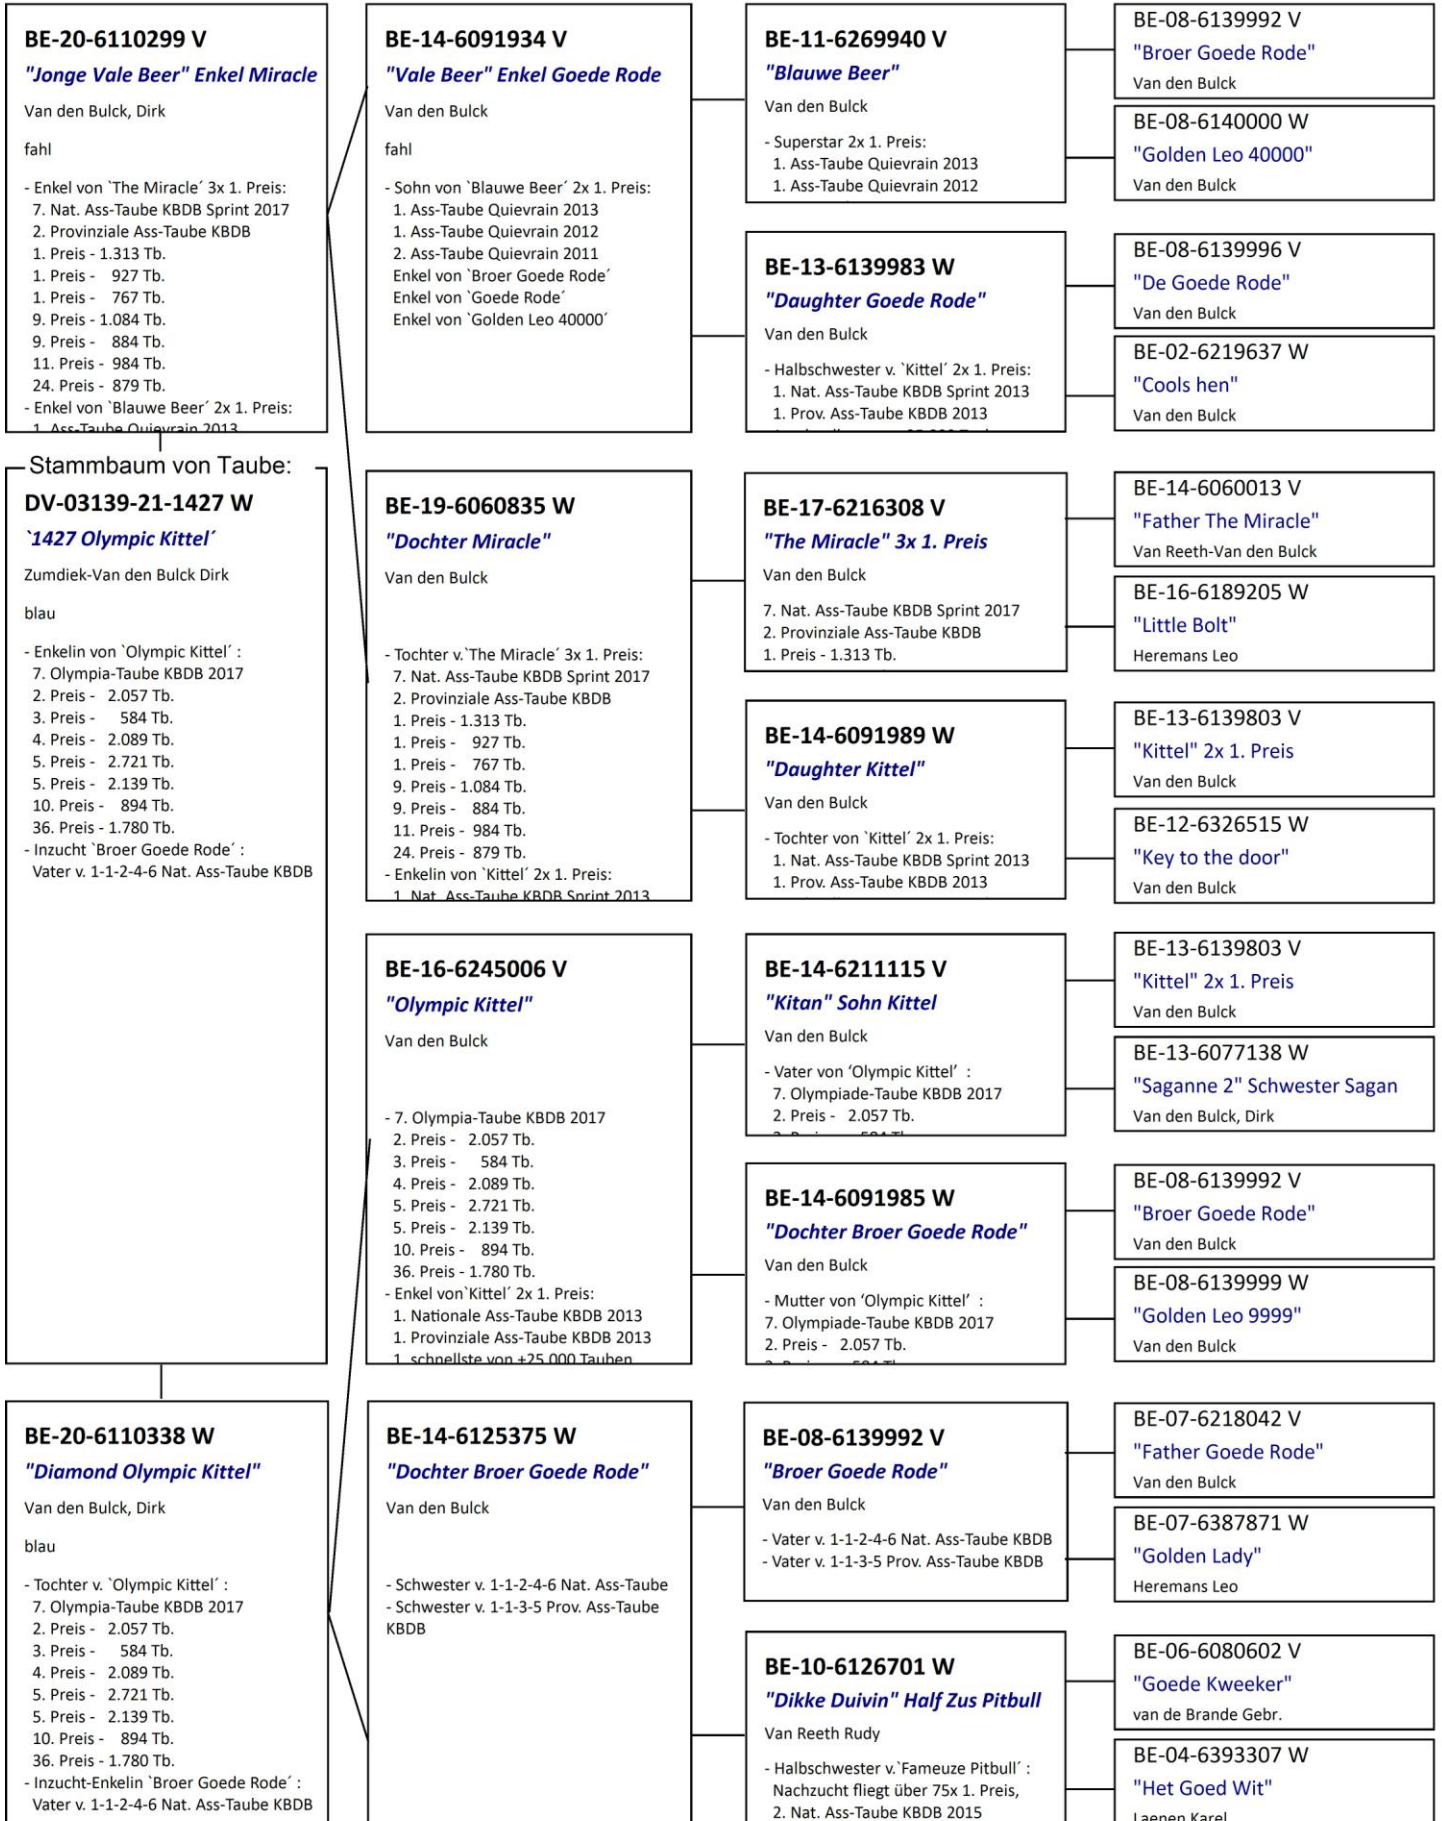 BE-20-6110299 V
"Jonge Vale Beer" Enkel Miracle
Van den Bulck, Dirk
fahl
- Enkel von `The Miracle´ 3x 1. Preis:
7. Nat. Ass-Taube KBDB Sprint 2017
2. Provinziale Ass-Taube KBDB
1. Preis - 1.313 Tb.
1. Preis - 927 Tb.
1. Preis - 767 Tb.
9. Preis - 1.084 Tb.
9. Preis - 884 Tb.
11. Preis - 984 Tb.
24. Preis - 879 Tb.
- Enkel von `Blauwe Beer´ 2x 1. Preis:
1. Ass-Taube Quievrain 2013
Stammbaum von Taube:
DV-03139-21-1427 W
`1427 Olympic Kittel´
Zumdiek-Van den Bulck Dirk
blau
- Enkelin von `Olympic Kittel´ :
7. Olympia-Taube KBDB 2017
2. Preis - 2.057 Tb.
3. Preis - 584 Tb.
4. Preis - 2.089 Tb.
5. Preis - 2.721 Tb.
5. Preis - 2.139 Tb.
10. Preis - 894 Tb.
36. Preis - 1.780 Tb.
- Inzucht `Broer Goede Rode´ :
Vater v. 1-1-2-4-6 Nat. Ass-Taube KBDB
BE-20-6110338 W
"Diamond Olympic Kittel"
Van den Bulck, Dirk
blau
- Tochter v. `Olympic Kittel´ :
7. Olympia-Taube KBDB 2017
2. Preis - 2.057 Tb.
3. Preis - 584 Tb.
4. Preis - 2.089 Tb.
5. Preis - 2.721 Tb.
5. Preis - 2.139 Tb.
10. Preis - 894 Tb.
36. Preis - 1.780 Tb.
- Inzucht-Enkelin `Broer Goede Rode´ :
Vater v. 1-1-2-4-6 Nat. Ass-Taube KBDB
BE-14-6091934 V
"Vale Beer" Enkel Goede Rode
Van den Bulck
fahl
- Sohn von `Blauwe Beer´ 2x 1. Preis:
1. Ass-Taube Quievrain 2013
1. Ass-Taube Quievrain 2012
2. Ass-Taube Quievrain 2011
Enkel von `Broer Goede Rode´
Enkel von `Goede Rode´
Enkel von `Golden Leo 40000´
BE-19-6060835 W
"Dochter Miracle"
Van den Bulck
- Tochter v.`The Miracle´ 3x 1. Preis:
7. Nat. Ass-Taube KBDB Sprint 2017
2. Provinziale Ass-Taube KBDB
1. Preis - 1.313 Tb.
1. Preis - 927 Tb.
1. Preis - 767 Tb.
9. Preis - 1.084 Tb.
9. Preis - 884 Tb.
11. Preis - 984 Tb.
24. Preis - 879 Tb.
- Enkelin von `Kittel´ 2x 1. Preis:
1. Nat. Ass-Taube KBDB Sprint 2013
BE-16-6245006 V
"Olympic Kittel"
Van den Bulck
- 7. Olympia-Taube KBDB 2017
2. Preis - 2.057 Tb.
3. Preis - 584 Tb.
4. Preis - 2.089 Tb.
5. Preis - 2.721 Tb.
5. Preis - 2.139 Tb.
10. Preis - 894 Tb.
36. Preis - 1.780 Tb.
- Enkel von`Kittel´ 2x 1. Preis:
1. Nationale Ass-Taube KBDB 2013
1. Provinziale Ass-Taube KBDB 2013
1. schnellste von +25.000 Tauben
BE-14-6125375 W
"Dochter Broer Goede Rode"
Van den Bulck
- Schwester v. 1-1-2-4-6 Nat. Ass-Taube
- Schwester v. 1-1-3-5 Prov. Ass-Taube
KBDB
BE-11-6269940 V
"Blauwe Beer"
Van den Bulck
- Superstar 2x 1. Preis:
1. Ass-Taube Quievrain 2013
1. Ass-Taube Quievrain 2012
BE-13-6139983 W
"Daughter Goede Rode"
Van den Bulck
- Halbschwester v. `Kittel´ 2x 1. Preis:
1. Nat. Ass-Taube KBDB Sprint 2013
1. Prov. Ass-Taube KBDB 2013
BE-17-6216308 V
"The Miracle" 3x 1. Preis
Van den Bulck
7. Nat. Ass-Taube KBDB Sprint 2017
2. Provinziale Ass-Taube KBDB
1. Preis - 1.313 Tb.
BE-14-6091989 W
"Daughter Kittel"
Van den Bulck
- Tochter von `Kittel´ 2x 1. Preis:
1. Nat. Ass-Taube KBDB Sprint 2013
1. Prov. Ass-Taube KBDB 2013
BE-14-6211115 V
"Kitan" Sohn Kittel
Van den Bulck
- Vater von ‘Olympic Kittel’ :
7. Olympiade-Taube KBDB 2017
2. Preis - 2.057 Tb.
BE-14-6091985 W
"Dochter Broer Goede Rode"
Van den Bulck
- Mutter von ‘Olympic Kittel’ :
7. Olympiade-Taube KBDB 2017
2. Preis - 2.057 Tb.
BE-08-6139992 V
"Broer Goede Rode"
Van den Bulck
- Vater v. 1-1-2-4-6 Nat. Ass-Taube KBDB
- Vater v. 1-1-3-5 Prov. Ass-Taube KBDB
BE-10-6126701 W
"Dikke Duivin" Half Zus Pitbull
Van Reeth Rudy
- Halbschwester v.`Fameuze Pitbull´ :
Nachzucht fliegt über 75x 1. Preis,
2. Nat. Ass-Taube KBDB 2015
BE-08-6139992 V
"Broer Goede Rode"
Van den Bulck
BE-08-6140000 W
"Golden Leo 40000"
Van den Bulck
BE-08-6139996 V
"De Goede Rode"
Van den Bulck
BE-02-6219637 W
"Cools hen"
Van den Bulck
BE-14-6060013 V
"Father The Miracle"
Van Reeth-Van den Bulck
BE-16-6189205 W
"Little Bolt"
Heremans Leo
BE-13-6139803 V
"Kittel" 2x 1. Preis
Van den Bulck
BE-12-6326515 W
"Key to the door"
Van den Bulck
BE-13-6139803 V
"Kittel" 2x 1. Preis
Van den Bulck
BE-13-6077138 W
"Saganne 2" Schwester Sagan
Van den Bulck, Dirk
BE-08-6139992 V
"Broer Goede Rode"
Van den Bulck
BE-08-6139999 W
"Golden Leo 9999"
Van den Bulck
BE-07-6218042 V
"Father Goede Rode"
Van den Bulck
BE-07-6387871 W
"Golden Lady"
Heremans Leo
BE-06-6080602 V
"Goede Kweeker"
van de Brande Gebr.
BE-04-6393307 W
"Het Goed Wit"
Laenen Karel